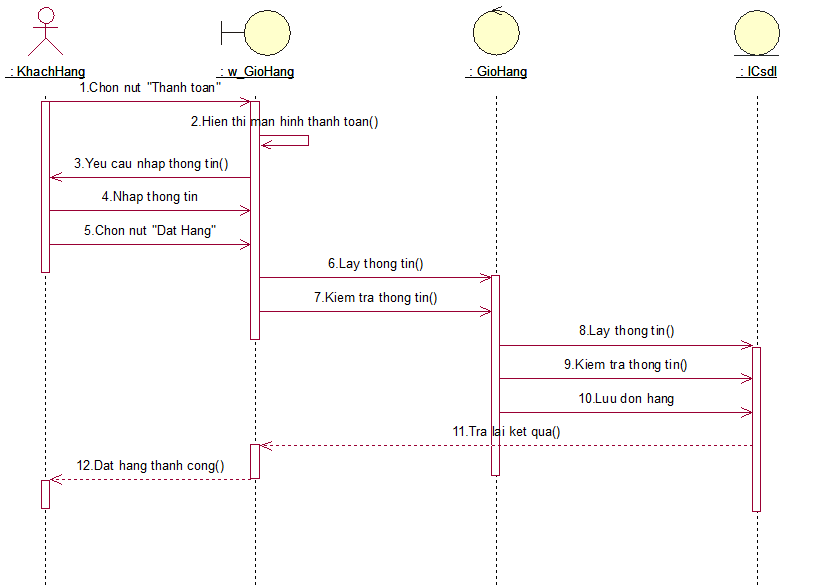 : KhachHang
: w_GioHang
: GioHang
: ICsdl
1.Chon nut "Thanh toan"
2.Hien thi man hinh thanh toan()
3.Yeu cau nhap thong tin()
4.Nhap thong tin
5.Chon nut "Dat Hang"
6.Lay thong tin()
7.Kiem tra thong tin()
8.Lay thong tin()
9.Kiem tra thong tin()
10.Luu don hang
11.Tra lai ket qua()
12.Dat hang thanh cong()